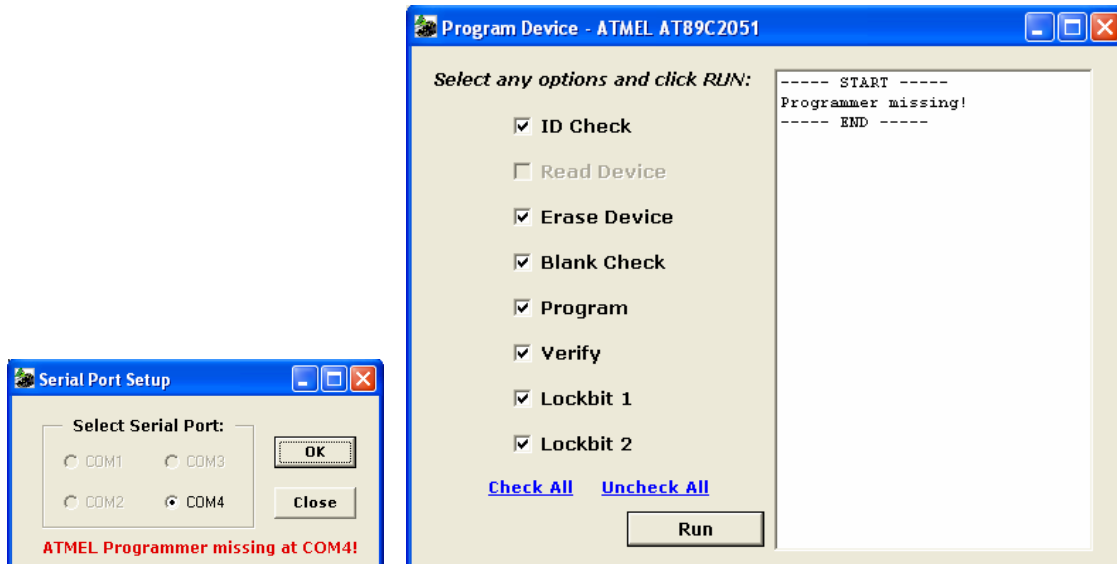 Program Device - ATMEL AT89C2051
Select any options and click RUN:
ID Check
Read Device
Erase Device
Blank Check
Program
Verify
Lockbit 1
Lockbit 2
Check All Uncheck All
Run
----- START -----
Programmer missing!
----- END -----
Serial Port Setup
Select Serial Port:
COM1 COM3
COM2 COM4
OK
Close
ATMEL Programmer missing at COM4!